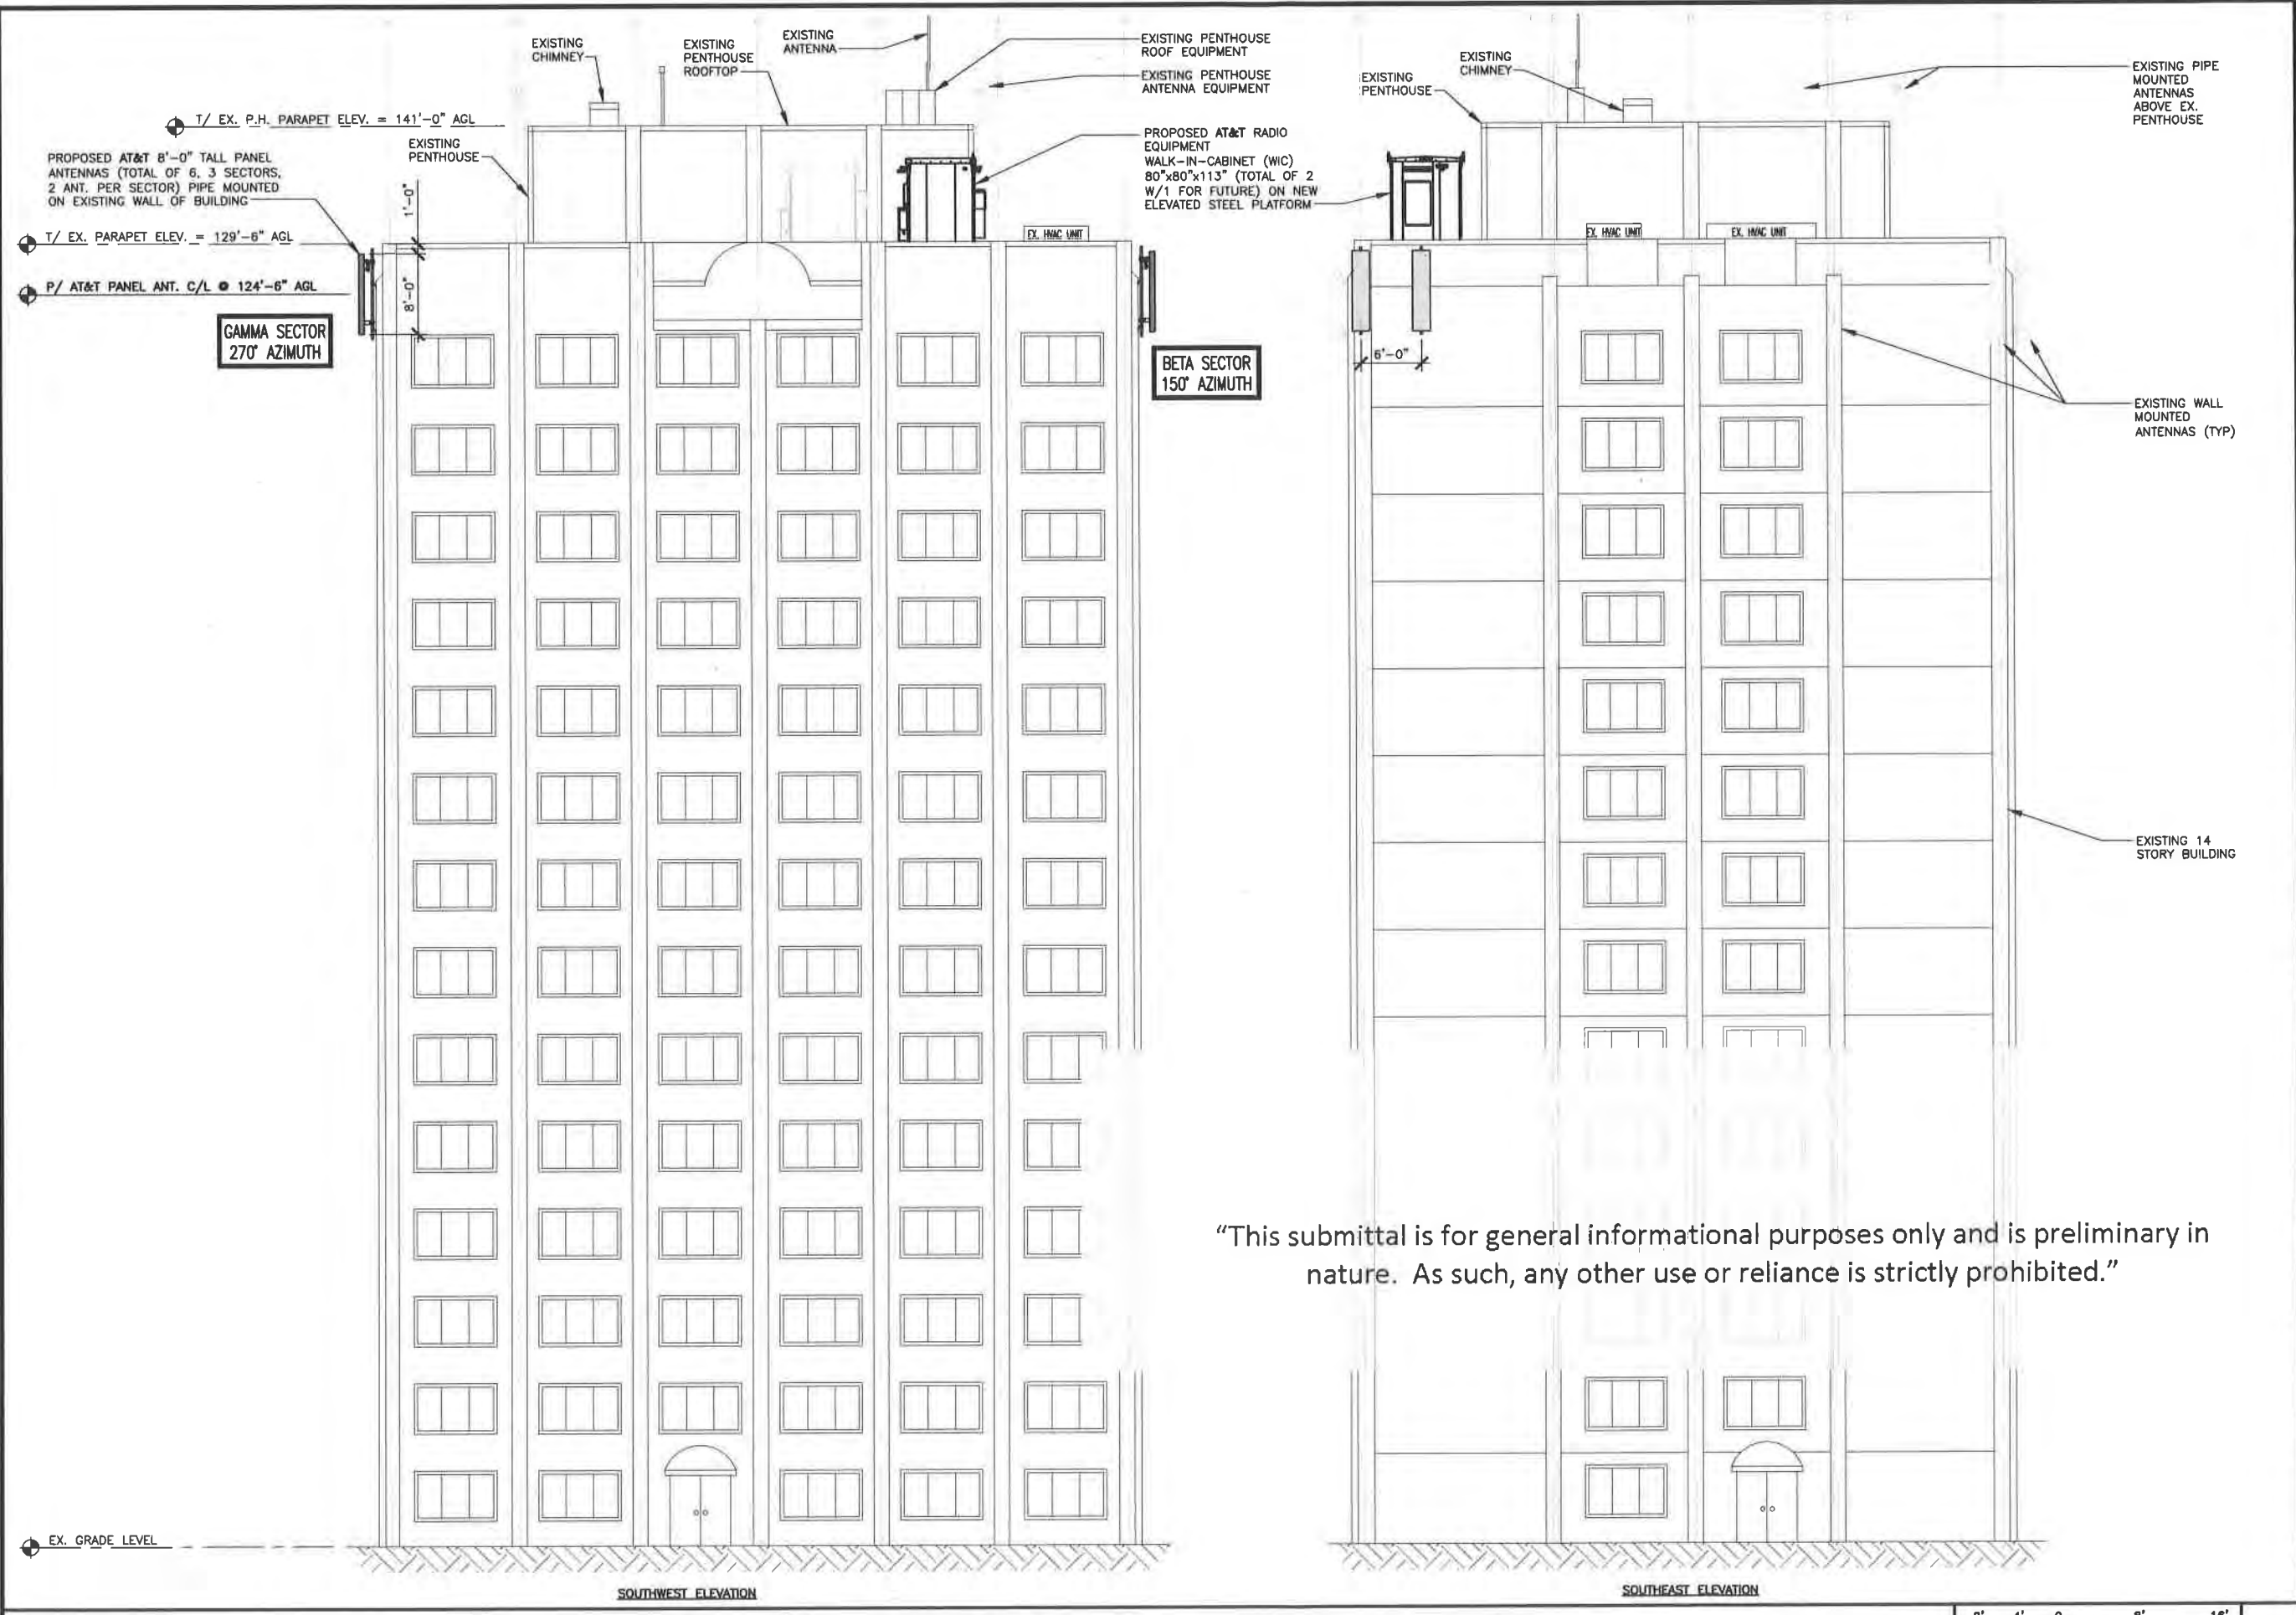 EXISTING
CHIMNEY
EXISTING
PENTHOUSE
ROOFTOP
EXISTING
ANTENNA
EXISTING PENTHOUSE
ROOF EQUIPMENT
EXISTING PENTHOUSE
ANTENNA EQUIPMENT
T/ EX. P.H. PARAPET ELEV. = 141'-0" AGL
EXISTING
PENTHOUSE
PROPOSED AT&T 8'-0" TALL PANEL
ANTENNAS (TOTAL OF 6, 3 SECTORS,
2 ANT. PER SECTOR) PIPE MOUNTED
ON EXISTING WALL OF BUILDING
1'-0"
T/ EX. PARAPET ELEV. = 129'-6" AGL
P/ AT&T PANEL ANT. C/L @ 124'-6" AGL
8'-0"
GAMMA SECTOR
270° AZIMUTH
PROPOSED AT&T RADIO
EQUIPMENT
WALK-IN-CABINET (WIC)
80"x80"x113" (TOTAL OF 2
W/1 FOR FUTURE) ON NEW
ELEVATED STEEL PLATFORM
EX. HVAC UNIT
BETA SECTOR
150° AZIMUTH
EX. GRADE LEVEL
SOUTHWEST ELEVATION
EXISTING
PENTHOUSE
EXISTING
CHIMNEY
EXISTING PIPE
MOUNTED
ANTENNAS
ABOVE EX.
PENTHOUSE
EX. HVAC UNIT
EX. HVAC UNIT
6'-0"
EXISTING WALL
MOUNTED
ANTENNAS (TYP)
EXISTING 14
STORY BUILDING
"This submittal is for general informational purposes only and is preliminary in
nature. As such, any other use or reliance is strictly prohibited."
SOUTHEAST ELEVATION